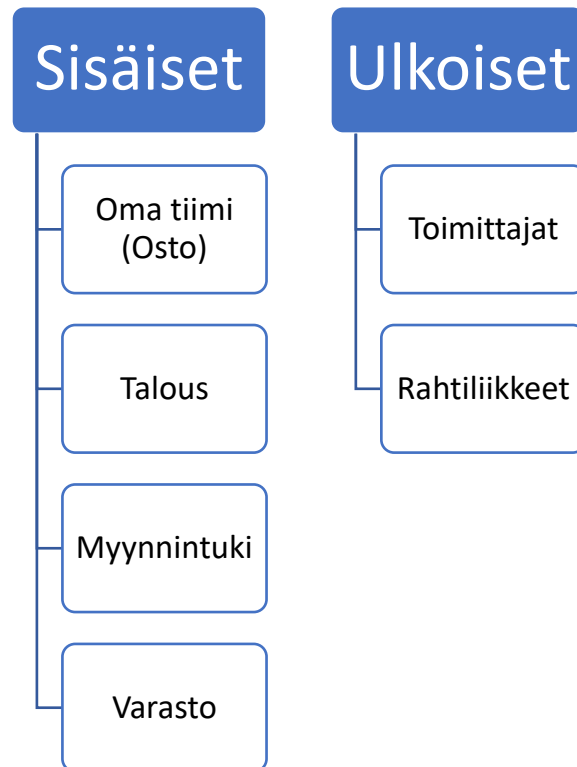 Sisäiset
Oma tiimi
(Osto)
Talous
Myynnintuki
Varasto
Ulkoiset
Toimittajat
Rahtiliikkeet